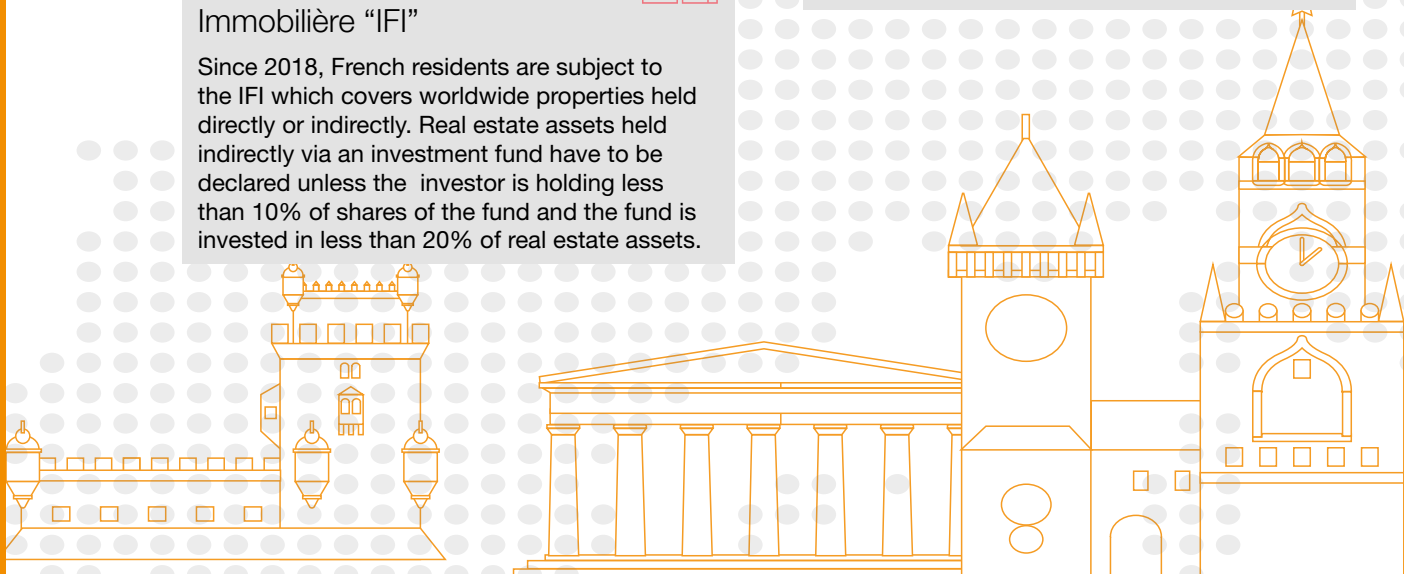 Immobilière “IFI”
Since 2018, French residents are subject to
the IFI which covers worldwide properties held
directly or indirectly. Real estate assets held
indirectly via an investment fund have to be
declared unless the  investor is holding less
than 10% of shares of the fund and the fund is
invested in less than 20% of real estate assets.